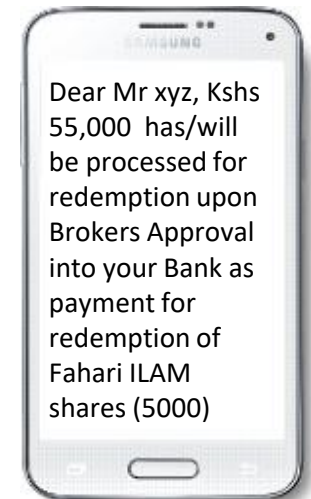 SAMSUNG
Dear Mr xyz, Kshs
55,000 has/will
be processed for
redemption upon
Brokers Approval
into your Bank as
payment for
redemption of
Fahari ILAM
shares (5000)